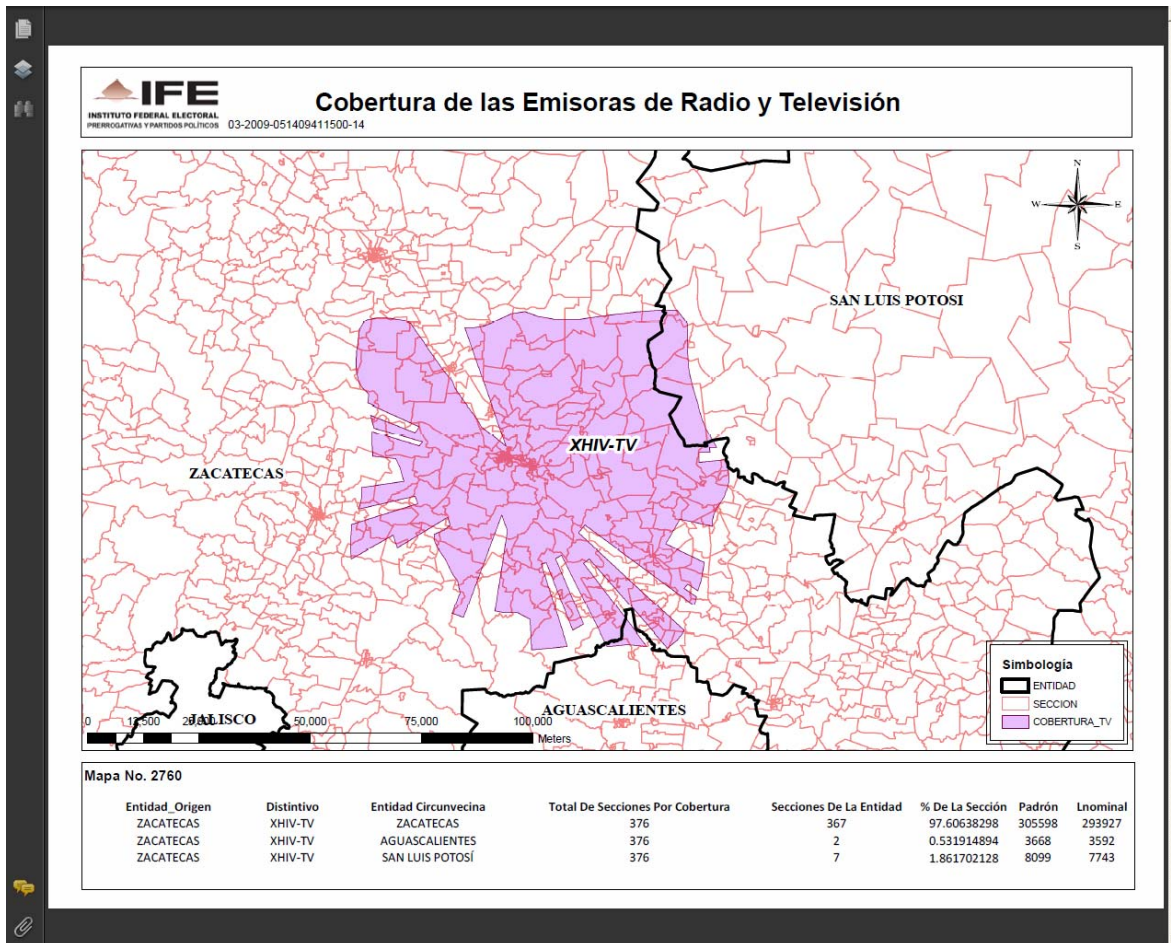 IFE
INSTITUTO FEDERAL ELECTORAL
PRERROGATIVAS Y PARTIDOS POLÍTICOS
03-2009-051409411500-14
Cobertura de las Emisoras de Radio y Televisión
N
W E
S
SAN LUIS POTOSI
XHIV-TV
ZACATECAS
Simbología
ENTIDAD
SECCION
COBERTURA_TV
AGUASCALIENTES
JALISCO
0 12,500 25,000 50,000 75,000 100,000
Meters
Mapa No. 2760
Entidad_Origen Distintivo Entidad Circunvecina Total De Secciones Por Cobertura Secciones De La Entidad % De La Sección Padrón Lnominal
ZACATECAS XHIV-TV ZACATECAS 376 367 97.60638298 305598 293927
ZACATECAS XHIV-TV AGUASCALIENTES 376 2 0.531914894 3668 3592
ZACATECAS XHIV-TV SAN LUIS POTOSÍ 376 7 1.861702128 8099 7743